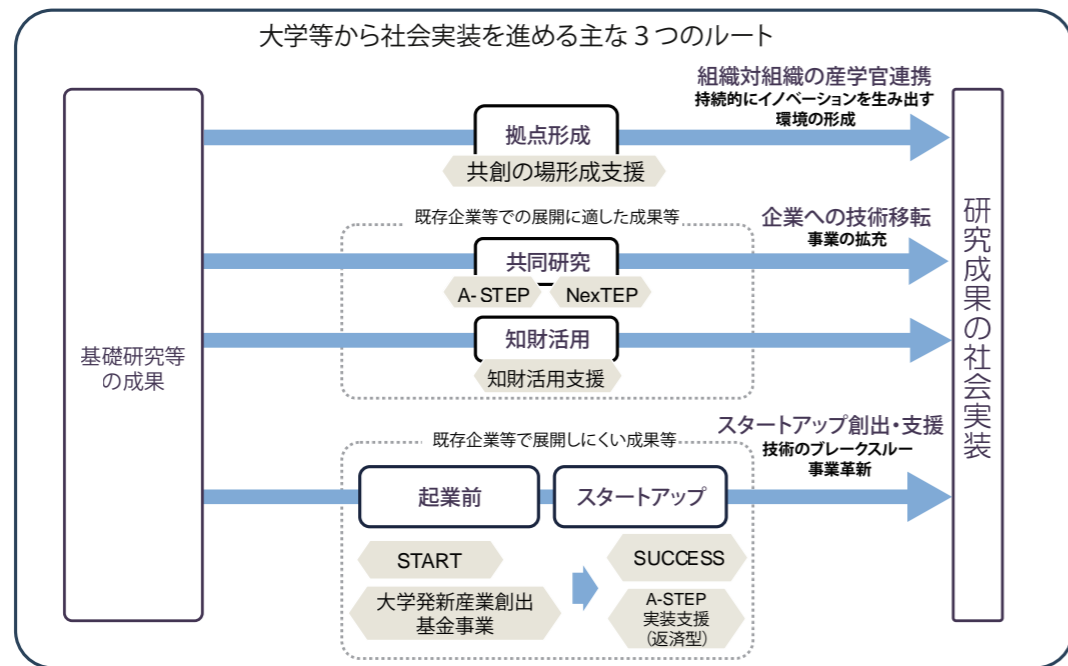 大学等から社会実装を進める主な3つのルート
組織対組織の産学官連携
持続的にイノベーションを生み出す
環境の形成
拠点形成
共創の場形成支援
既存企業等での展開に適した成果等
企業への技術移転
事業の拡充
共同研究
A-STEP
NexTEP
知財活用
知財活用支援
基礎研究等
の成果
研究成果の社会実装
スタートアップ創出・支援
技術のブレークスルー
事業革新
既存企業等で展開しにくい成果等
起業前
スタートアップ
START
SUCCESS
大学発新産業創出
基金事業
A-STEP
実装支援
(返済型)